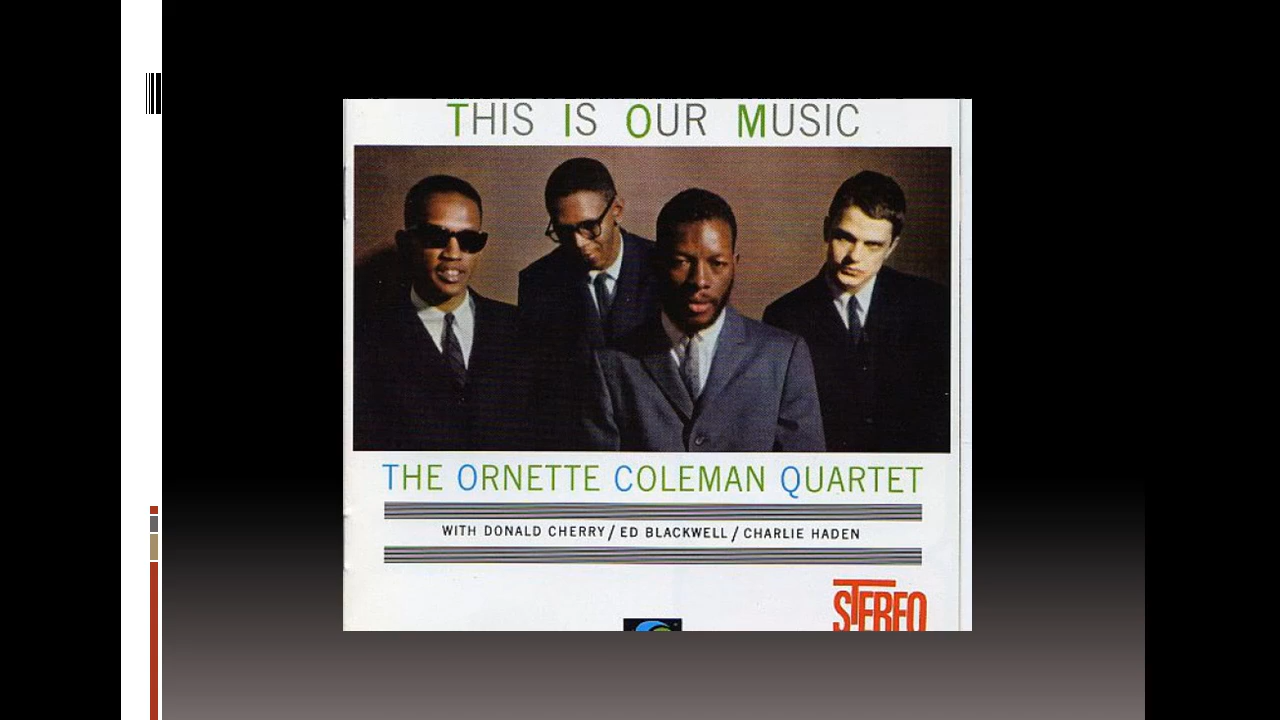 THIS IS OUR MUSIC
THE ORNETTE COLEMAN QUARTET
WITH DONALD CHERRY / ED BLACKWELL / CHARLIE HADEN
STEREO